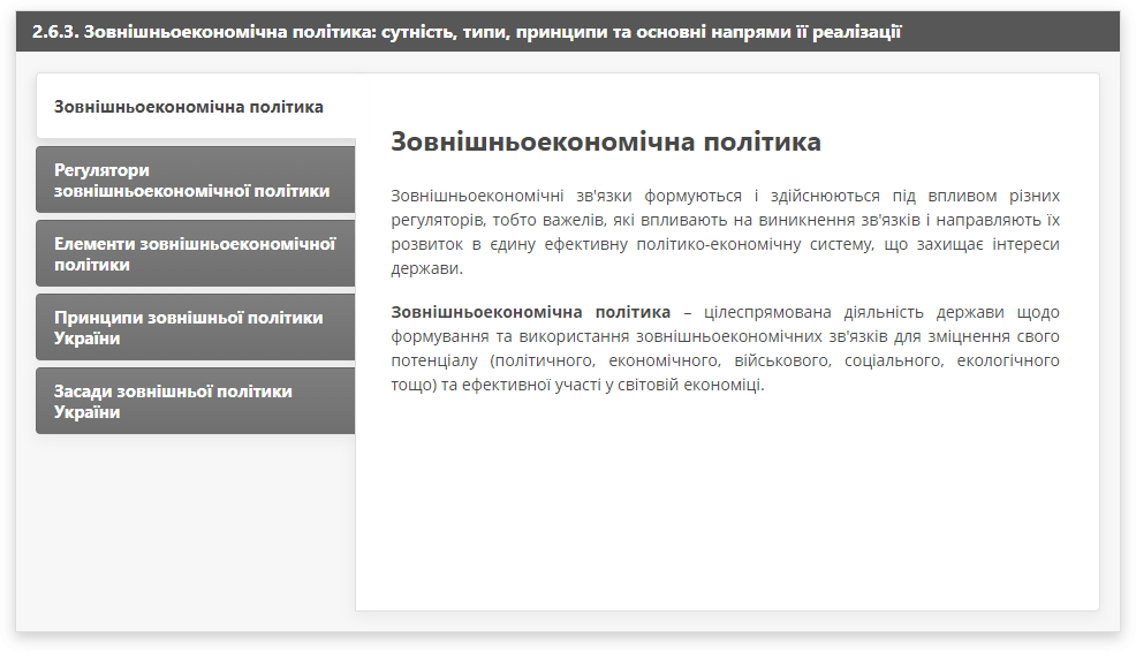 2.6.3. Зовнішньоекономічна політика: сутність, типи, принципи та основні напрями її реалізації
Зовнішньоекономічна політика
Регулятори
зовнішньоекономічної політики
Елементи зовнішньоекономічної
політики
Принципи зовнішньої політики
України
Засади зовнішньої політики
України
Зовнішньоекономічна політика
Зовнішньоекономічні зв'язки формуються і здійснюються під впливом різних
регуляторів, тобто важелів, які впливають на виникнення зв'язків і направляють їх
розвиток в єдину ефективну політико-економічну систему, що захищає інтереси
держави.
Зовнішньоекономічна політика – цілеспрямована діяльність держави щодо
формування та використання зовнішньоекономічних зв'язків для зміцнення свого
потенціалу (політичного, економічного, військового, соціального, екологічного
тощо) та ефективної участі у світовій економіці.